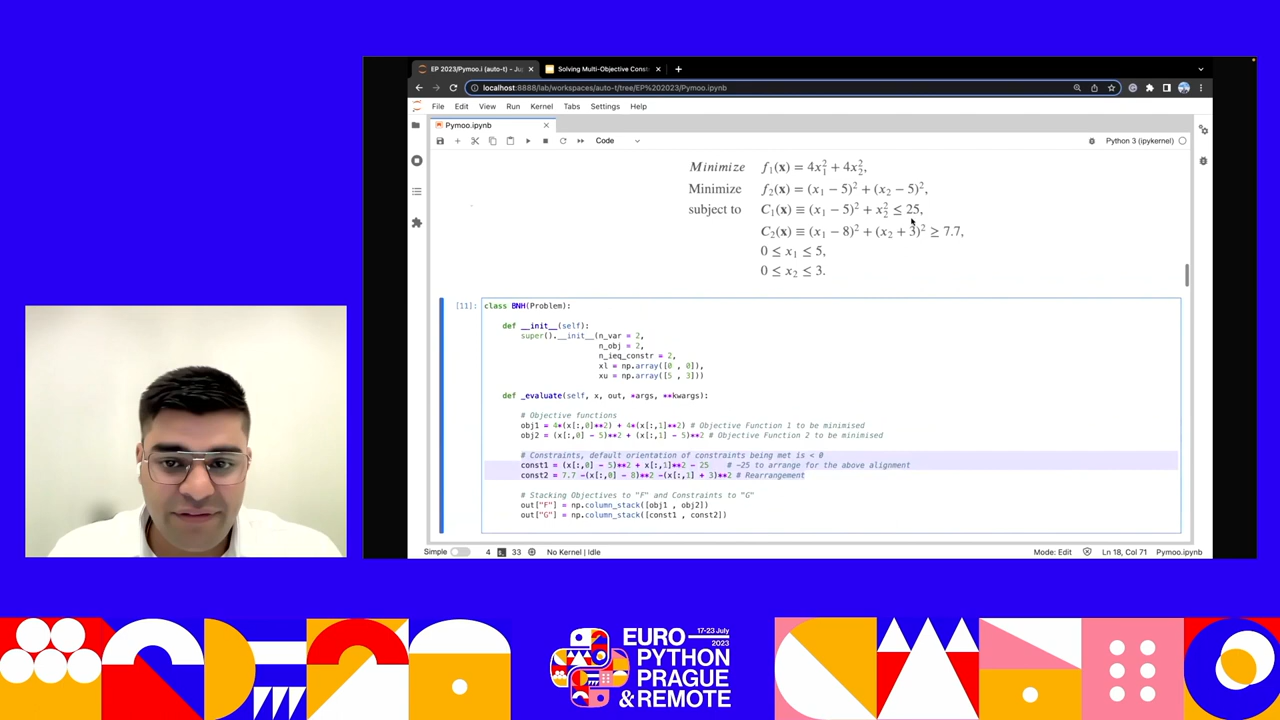 EP 2023/Pymoo.i (auto-t) – Ju
Solving Multi-Objective Const
localhost:8888/lab/workspaces/auto-t/tree/EP%202023/Pymoo.ipynb
File Edit View Run Kernel Tabs Settings Help
Pymoo.ipynb
Code
Python 3 (ipykernel)
Minimize f₁(x) = 4x₁² + 4x₂²,
Minimize f₂(x) = (x₁ − 5)² + (x₂ − 5)²,
subject to C₁(x) ≡ (x₁ − 5)² + x₂² ≤ 25,
C₂(x) ≡ (x₁ − 8)² + (x₂ + 3)² ≥ 7.7,
0 ≤ x₁ ≤ 5,
0 ≤ x₂ ≤ 3.
[11]: class BNH(Problem):
def __init__(self):
super().__init__(n_var = 2,
n_obj = 2,
n_ieq_constr = 2,
xl = np.array([0 , 0]),
xu = np.array([5 , 3]))
def _evaluate(self, x, out, *args, **kwargs):
# Objective functions
obj1 = 4*(x[:,0]**2) + 4*(x[:,1]**2) # Objective Function 1 to be minimised
obj2 = (x[:,0] - 5)**2 + (x[:,1] - 5)**2 # Objective Function 2 to be minimised
# Constraints, default orientation of constraints being met is < 0
const1 = (x[:,0] - 5)**2 + x[:,1]**2 - 25 # -25 to arrange for the above alignment
const2 = 7.7 -(x[:,0] - 8)**2 -(x[:,1] + 3)**2 # Rearrangement
# Stacking Objectives to "F" and Constraints to "G"
out["F"] = np.column_stack([obj1 , obj2])
out["G"] = np.column_stack([const1 , const2])
Simple 4 33 No Kernel | Idle Mode: Edit Ln 18, Col 71 Pymoo.ipynb
17-23 July
2023
EURO
PYTHON
PRAGUE
& REMOTE